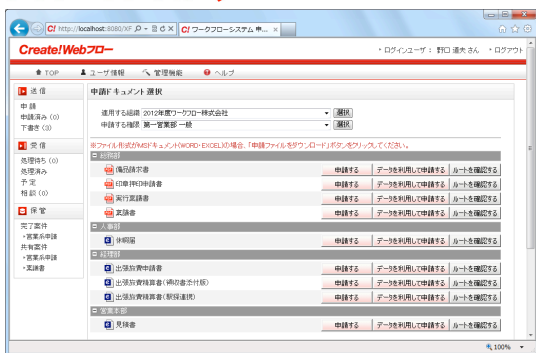 http://localhost:8080/XF
ワークフローシステム 申...
Create!Webフロー
・ログインユーザ： 野口 道夫 さん ・ログアウト
TOP ユーザ情報 管理機能 ヘルプ
送 信
申 請
申請済み (0)
下書き (3)
受 信
処理待ち (0)
処理済み
予 定
相 談 (0)
保 管
完了案件
・営業系申請
共有案件
・営業系申請
・稟議書
申請ドキュメント 選択
運用する組織 2012年度ワークフロー株式会社 選択
申請する権限 第一営業部 一般 選択
※ファイル形式がMSドキュメント(WORD・EXCEL)の場合、「申請ファイルをダウンロード」ボタンをクリックしてください。
総務部
備品請求書 申請する データを利用して申請する ルートを確認する
印章押印申請書 申請する データを利用して申請する ルートを確認する
実行稟議書 申請する データを利用して申請する ルートを確認する
稟議書 申請する データを利用して申請する ルートを確認する
人事部
休暇届 申請する データを利用して申請する ルートを確認する
経理部
出張旅費申請書 申請する データを利用して申請する ルートを確認する
出張旅費精算書(領収書添付版) 申請する データを利用して申請する ルートを確認する
出張旅費精算書(駅探連携) 申請する データを利用して申請する ルートを確認する
営業本部
見積書 申請する データを利用して申請する ルートを確認する
100%